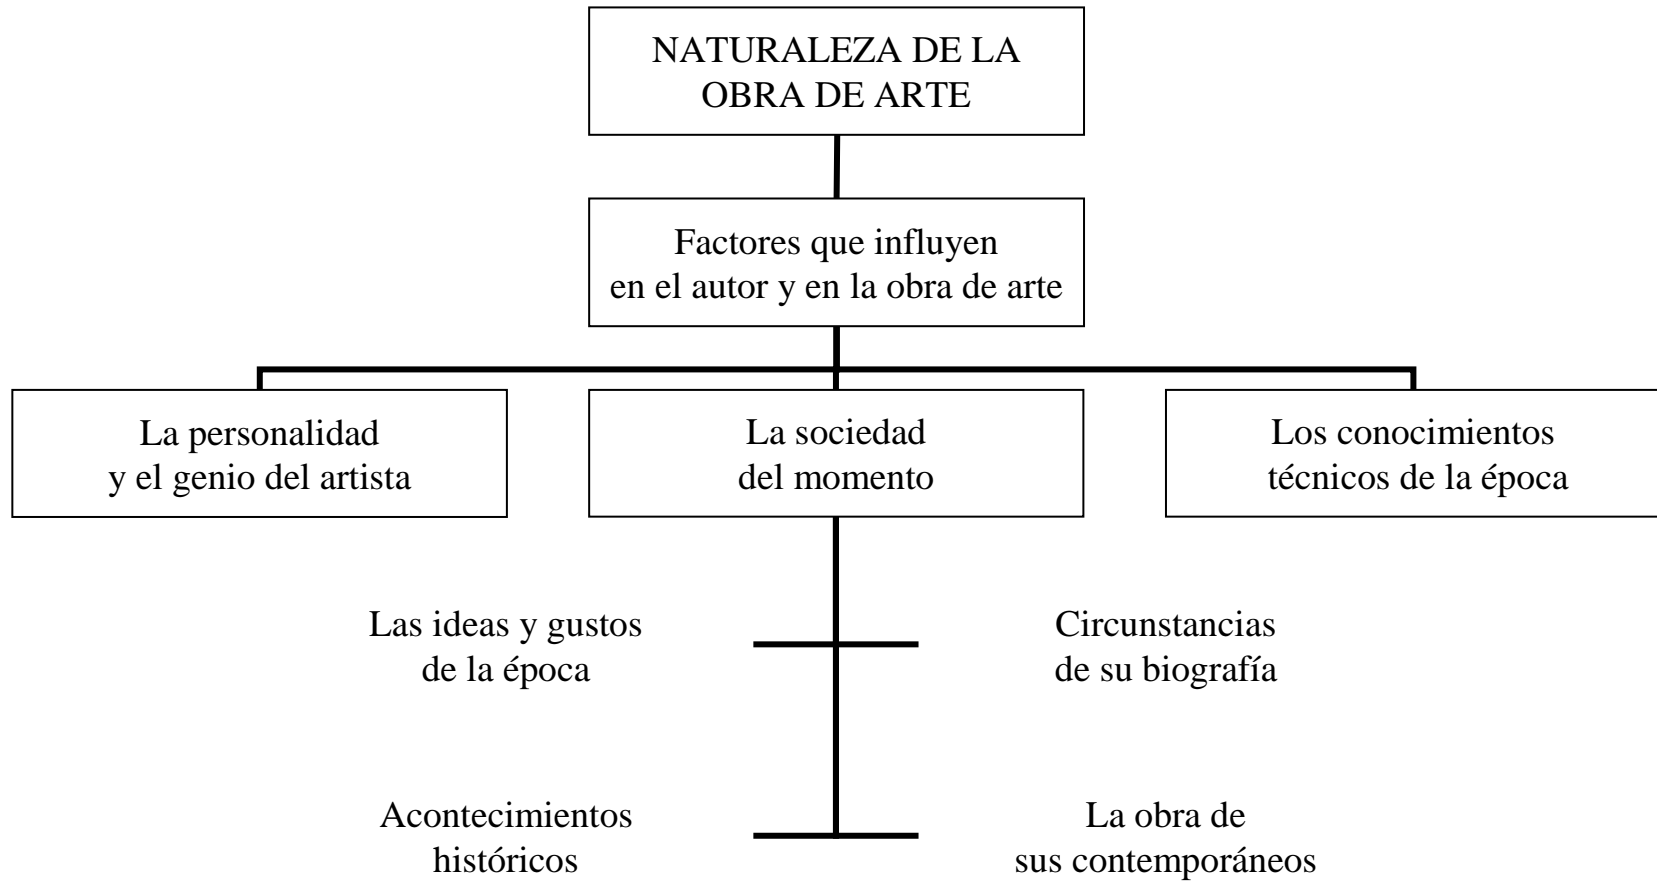 NATURALEZA DE LA
OBRA DE ARTE
Factores que influyen
en el autor y en la obra de arte
La personalidad
y el genio del artista
La sociedad
del momento
Los conocimientos
técnicos de la época
Las ideas y gustos
de la época
Circunstancias
de su biografía
Acontecimientos
históricos
La obra de
sus contemporáneos